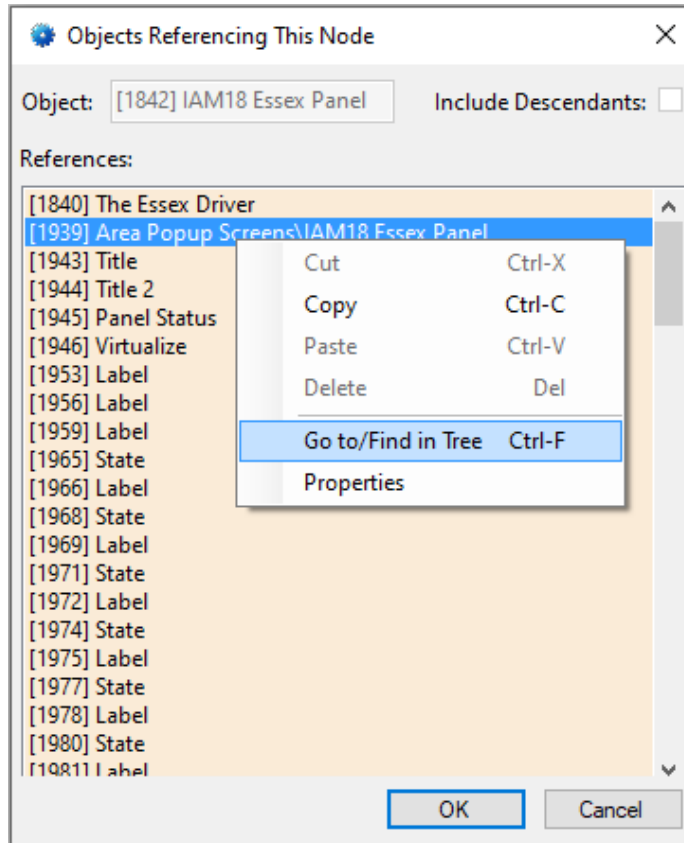 Objects Referencing This Node
Object: [1842] IAM18 Essex Panel Include Descendants:
References:
[1840] The Essex Driver
[1939] Area Popup Screens\IAM18 Essex Panel
[1943] Title
[1944] Title 2
[1945] Panel Status
[1946] Virtualize
[1953] Label
[1956] Label
[1959] Label
[1965] State
[1966] Label
[1968] State
[1969] Label
[1971] State
[1972] Label
[1974] State
[1975] Label
[1977] State
[1978] Label
[1980] State
[1981] Label
Cut Ctrl-X
Copy Ctrl-C
Paste Ctrl-V
Delete Del
Go to/Find in Tree Ctrl-F
Properties
OK Cancel